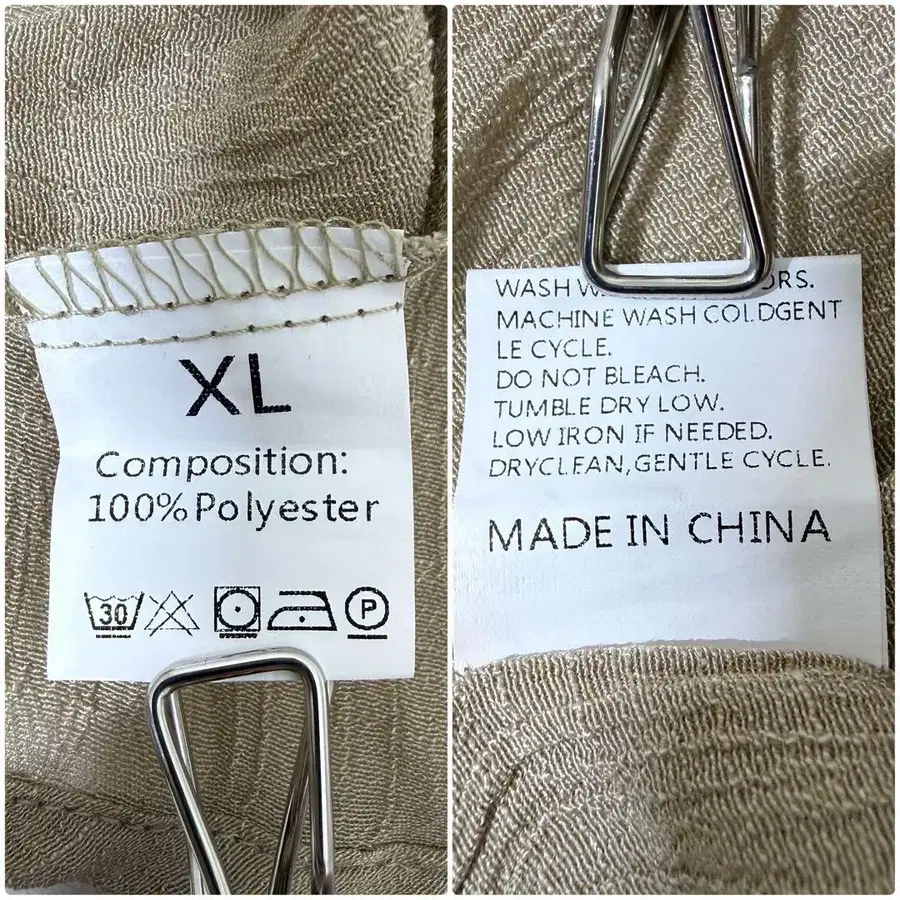 XL
Composition:
100% Polyester
30
P
WASH
MACHINE WASH COLDGENT
LE CYCLE.
DO NOT BLEACH.
TUMBLE DRY LOW.
LOW IRON IF NEEDED.
DRYCLEAN,GENTLE CYCLE.
MADE IN CHINA